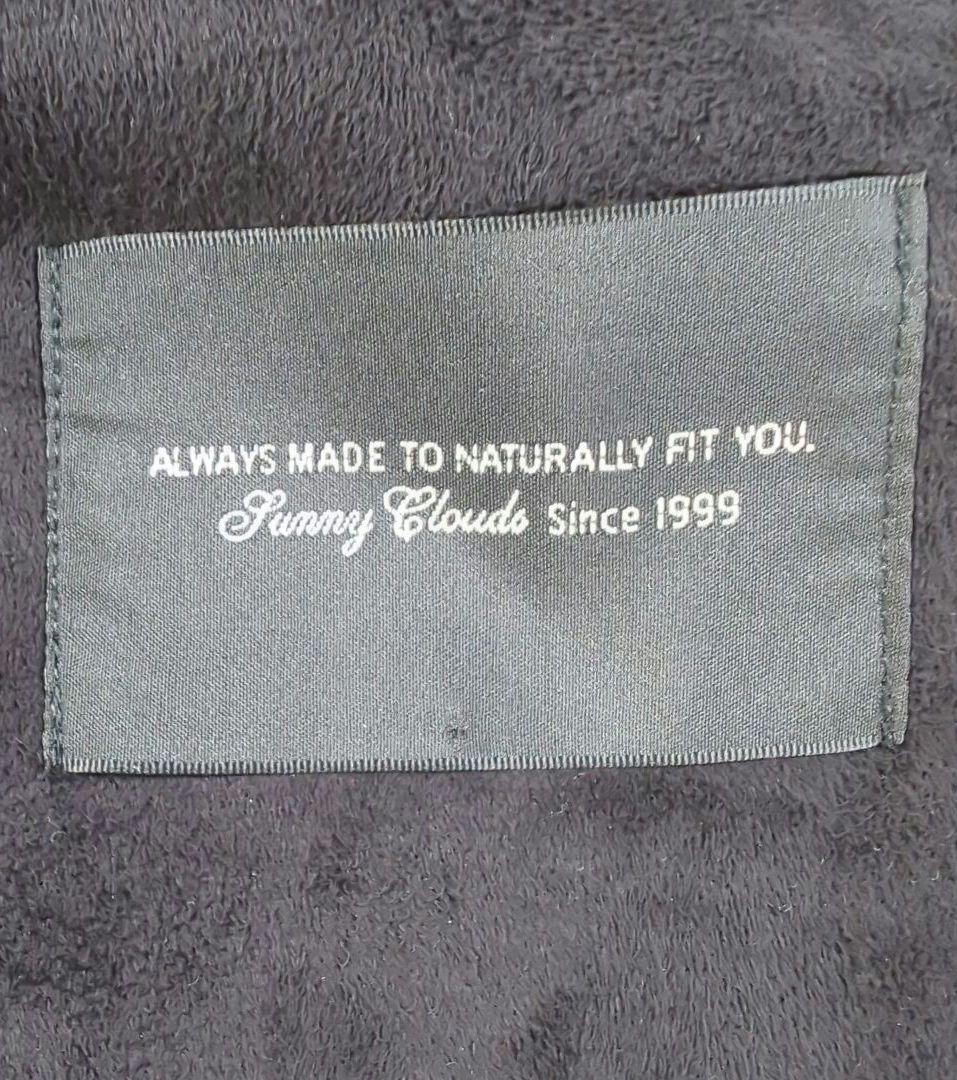 ALWAYS MADE TO NATURALLY FIT YOU.
Sunny Clouds Since 1999